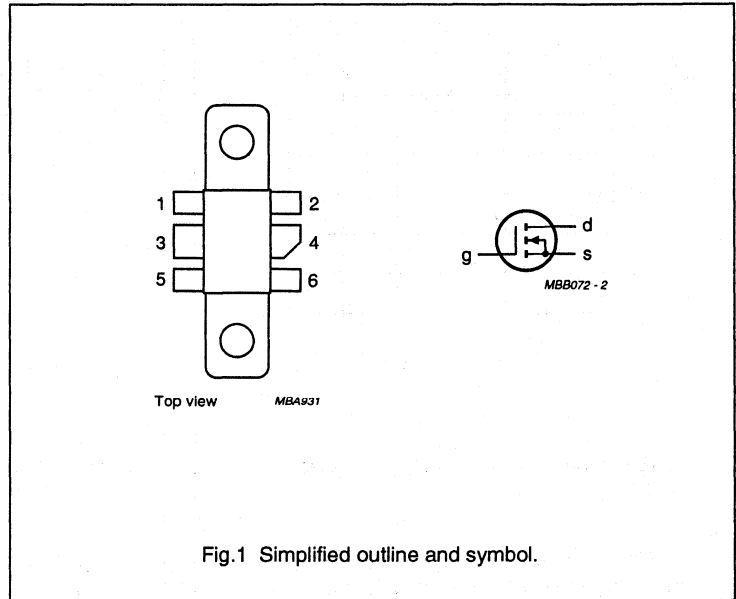 1 2
3 4
5 6
g d
s
MBB072 - 2
Top view MBA931
Fig.1 Simplified outline and symbol.